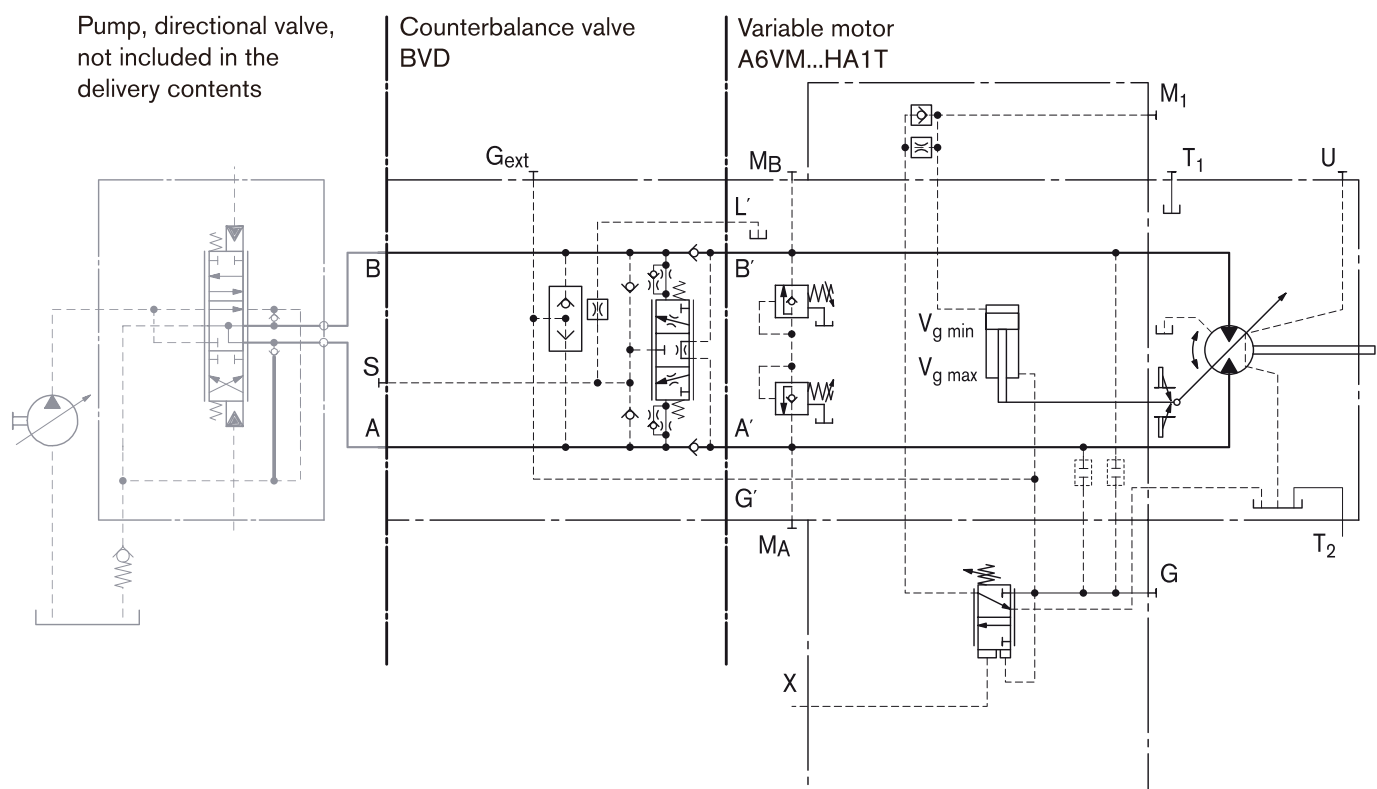 Pump, directional valve,
not included in the
delivery contents
Counterbalance valve
BVD
Variable motor
A6VM...HA1T
M1
Gext
MB
T1
U
L′
B
B′
Vg min
Vg max
S
A
A′
G′
MA
T2
G
X